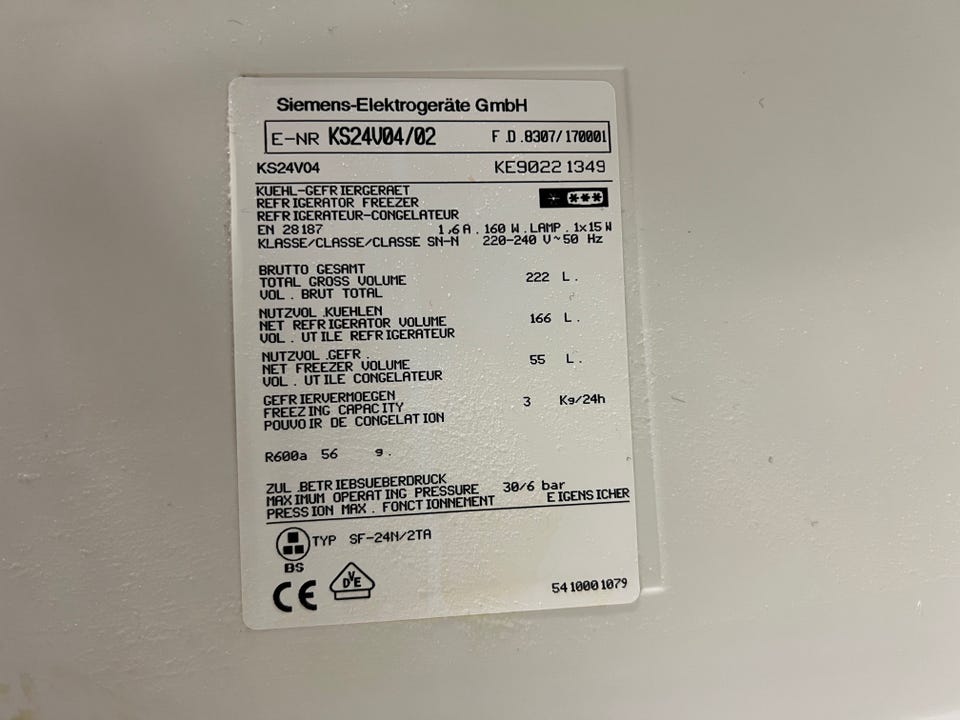 Siemens-Elektrogeräte GmbH
E-NR KS24V04/02 F.D.8307/170001
KS24V04 KE9022 1349
KUEHL-GEFRIERGERAET
REFRIGERATOR FREEZER
REFRIGERATEUR-CONGELATEUR
EN 28187 1,6A. 160 W. LAMP. 1x15 W
KLASSE/CLASSE/CLASSE SN-N 220-240 V~50 Hz
BRUTTO GESAMT
TOTAL GROSS VOLUME 222 L.
VOL. BRUT TOTAL
NUTZVOL.KUEHLEN
NET REFRIGERATOR VOLUME 166 L.
VOL. UTILE REFRIGERATEUR
NUTZVOL.GEFR.
NET FREEZER VOLUME 55 L.
VOL. UTILE CONGELATEUR
GEFRIERVERMOEGEN
FREEZING CAPACITY 3 Kg/24h
POUVOIR DE CONGELATION
R600a 56 g.
ZUL.BETRIEBSUEBERDRUCK
MAXIMUM OPERATING PRESSURE 30/6 bar
PRESSION MAX. FONCTIONNEMENT EIGENSICHER
TYP SF-24N/2TA
BS
CE DVE 5410001079